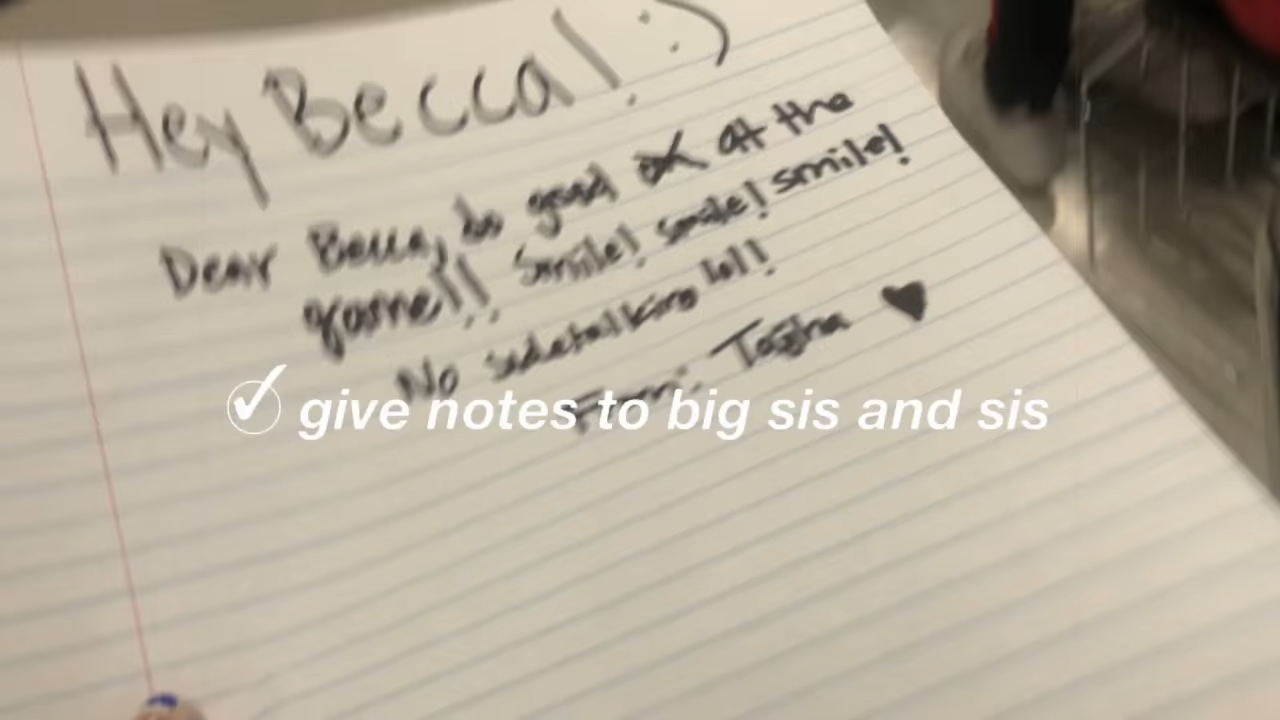 Hey Becca! :)
Dear Becca, do good at the
game!! Smile! smile! smile!
No sidetalking lol!
From: Tajiha ♥
give notes to big sis and sis